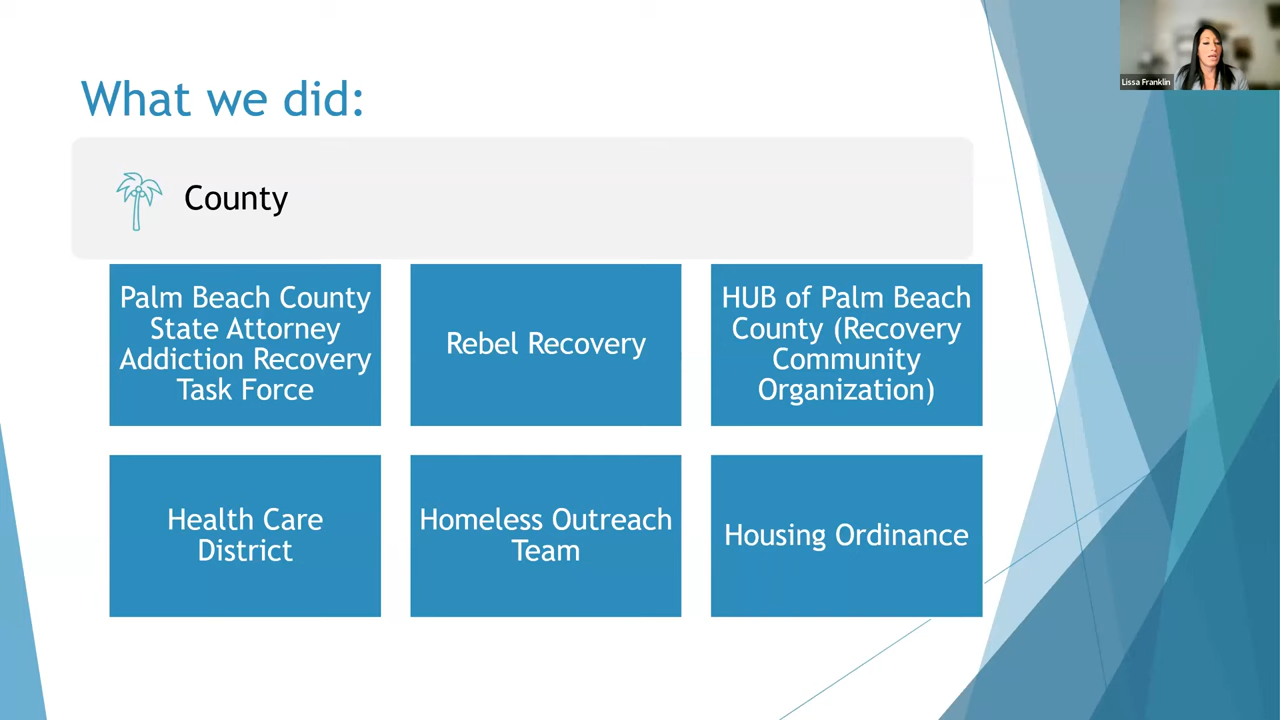 What we did:
Lissa Franklin
County
Palm Beach County
State Attorney
Addiction Recovery
Task Force
Rebel Recovery
HUB of Palm Beach
County (Recovery
Community
Organization)
Health Care
District
Homeless Outreach
Team
Housing Ordinance